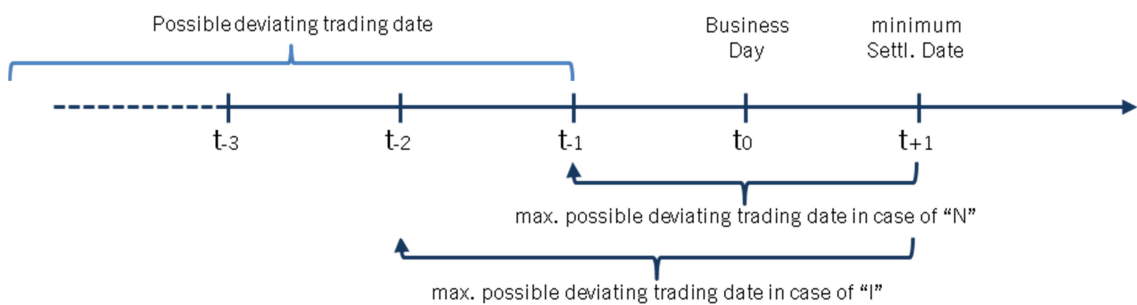 Possible deviating trading date
Business
Day
minimum
Settl. Date
t-3
t-2
t-1
t0
t+1
max. possible deviating trading date in case of “N”
max. possible deviating trading date in case of “I”